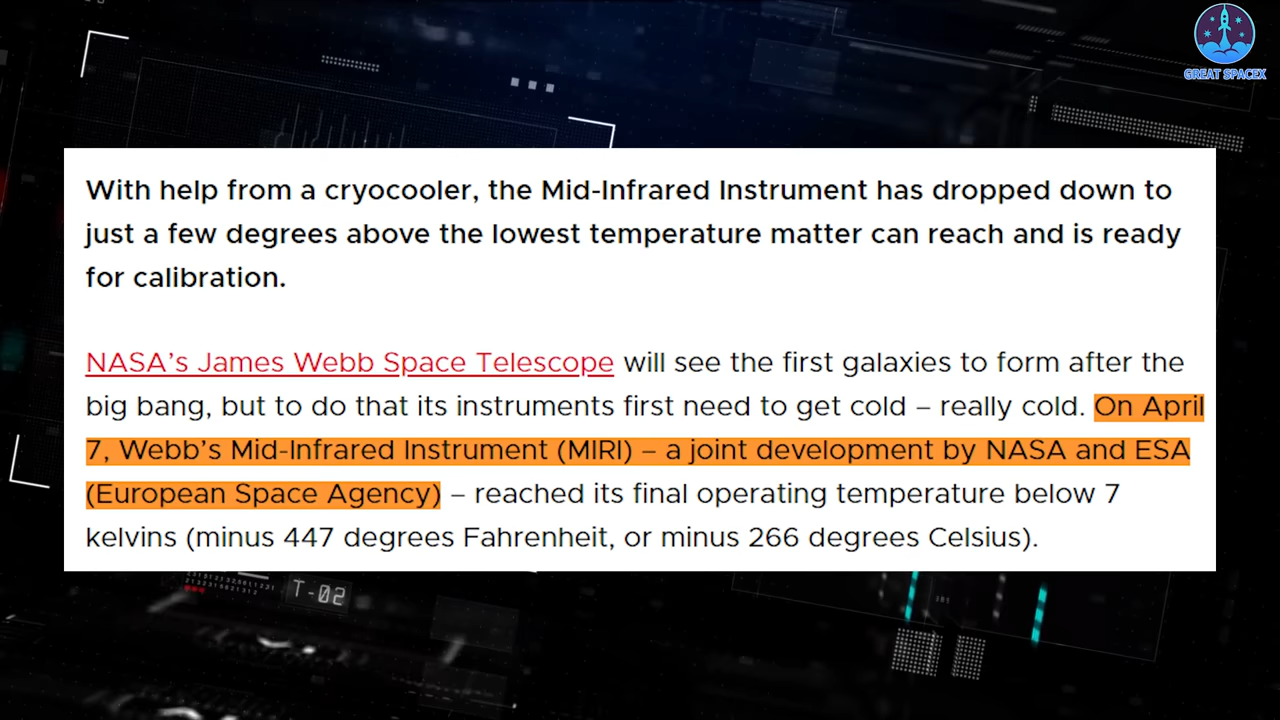 GREAT SPACEX
With help from a cryocooler, the Mid-Infrared Instrument has dropped down to
just a few degrees above the lowest temperature matter can reach and is ready
for calibration.
NASA’s James Webb Space Telescope will see the first galaxies to form after the
big bang, but to do that its instruments first need to get cold – really cold. On April
7, Webb’s Mid-Infrared Instrument (MIRI) – a joint development by NASA and ESA
(European Space Agency) – reached its final operating temperature below 7
kelvins (minus 447 degrees Fahrenheit, or minus 266 degrees Celsius).
T-02